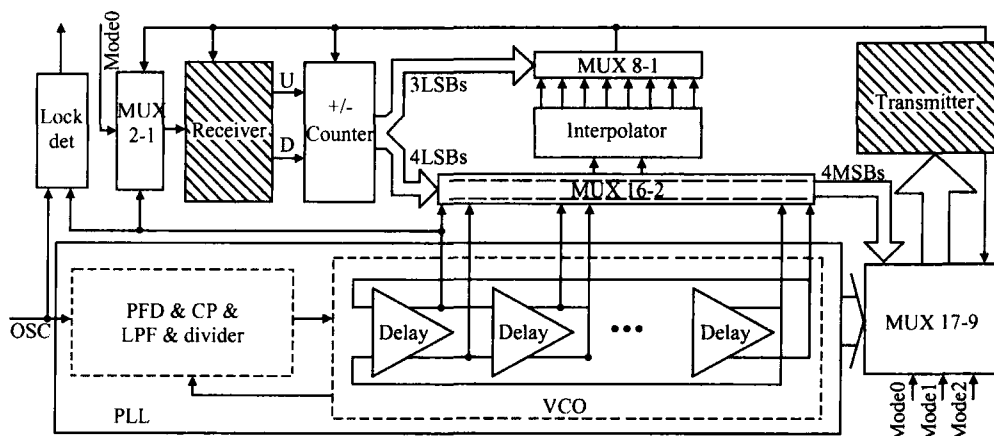 Mode0
Lock
det
MUX
2-1
Receiver
U
D
+/-
Counter
3LSBs
4LSBs
MUX 8-1
Interpolator
MUX 16-2
4MSBs
Transmitter
OSC
PFD & CP &
LPF & divider
Delay
Delay
•••
Delay
VCO
PLL
MUX 17-9
Mode0
Mode1
Mode2